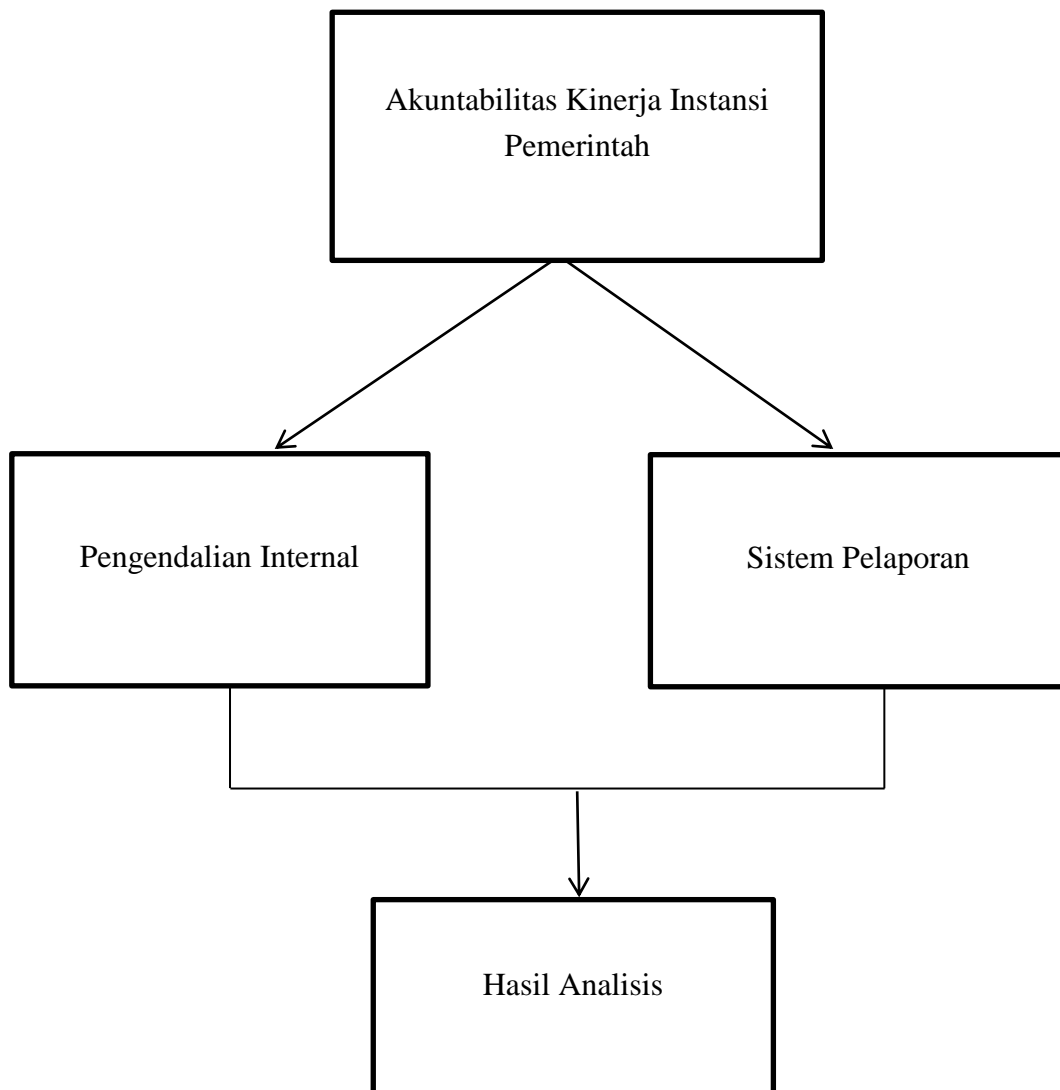 Akuntabilitas Kinerja Instansi
Pemerintah
Pengendalian Internal
Sistem Pelaporan
Hasil Analisis